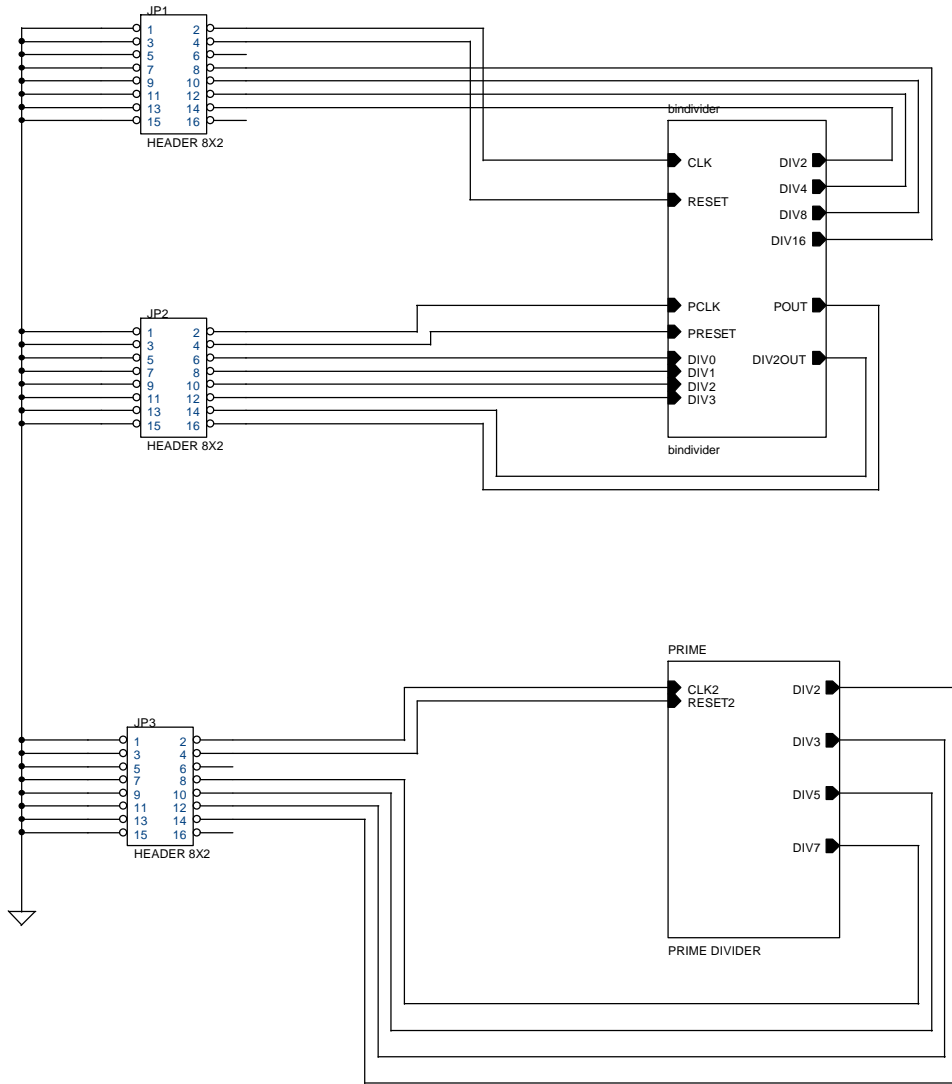 JP1
1 2
3 4
5 6
7 8
9 10
11 12
13 14
15 16
HEADER 8X2
bindivider
CLK DIV2
DIV4
RESET
DIV8
DIV16
PCLK POUT
PRESET
DIV0 DIV2OUT
DIV1
DIV2
DIV3
bindivider
JP2
1 2
3 4
5 6
7 8
9 10
11 12
13 14
15 16
HEADER 8X2
PRIME
CLK2 DIV2
RESET2
DIV3
DIV5
DIV7
PRIME DIVIDER
JP3
1 2
3 4
5 6
7 8
9 10
11 12
13 14
15 16
HEADER 8X2